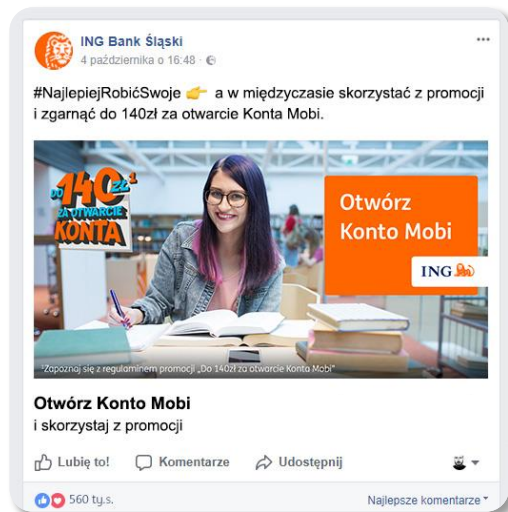 ING Bank Śląski
4 października o 16:48 ·
#NajlepiejRobićSwoje 👉 a w międzyczasie skorzystać z promocji
i zgarnąć do 140zł za otwarcie Konta Mobi.
DO 140 ZŁ¹
ZA OTWARCIE
KONTA
Otwórz
Konto Mobi
ING
¹Zapoznaj się z regulaminem promocji „Do 140zł za otwarcie Konta Mobi”
Otwórz Konto Mobi
i skorzystaj z promocji
Lubię to! Komentarze Udostępnij
560 ty.s. Najlepsze komentarze